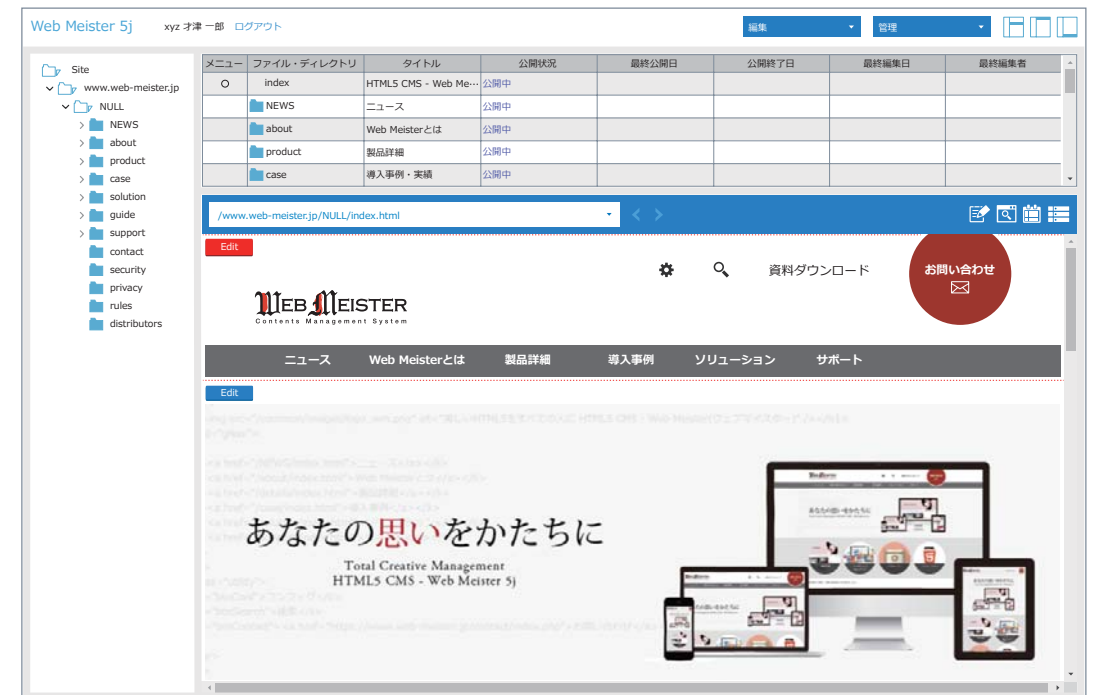 Web Meister 5j xyz 才津 一郎 ログアウト 編集 管理
Site
www.web-meister.jp
NULL
NEWS
about
product
case
solution
guide
support
contact
security
privacy
rules
distributors
メニュー ファイル・ディレクトリ タイトル 公開状況 最終公開日 公開終了日 最終編集日 最終編集者
O index HTML5 CMS - Web Me… 公開中
NEWS ニュース 公開中
about Web Meisterとは 公開中
product 製品詳細 公開中
case 導入事例・実績 公開中
/www.web-meister.jp/NULL/index.html
Edit
資料ダウンロード お問い合わせ
WEB MEISTER
Contents Management System
ニュース Web Meisterとは 製品詳細 導入事例 ソリューション サポート
Edit
あなたの思いをかたちに
Total Creative Management
HTML5 CMS - Web Meister 5j